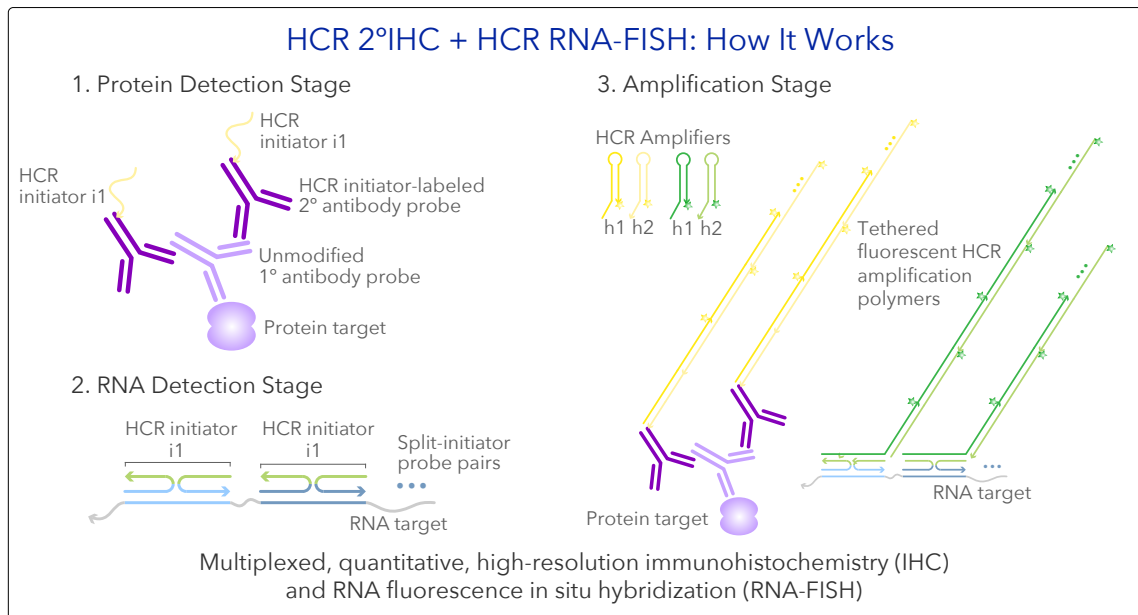 HCR 2°IHC + HCR RNA-FISH: How It Works
1. Protein Detection Stage
HCR
initiator i1
HCR
initiator i1
HCR initiator-labeled
2° antibody probe
Unmodified
1° antibody probe
Protein target
2. RNA Detection Stage
HCR initiator
i1
HCR initiator
i1
Split-initiator
probe pairs
RNA target
3. Amplification Stage
HCR Amplifiers
h1 h2 h1 h2
Tethered
fluorescent HCR
amplification
polymers
RNA target
Protein target
Multiplexed, quantitative, high-resolution immunohistochemistry (IHC)
and RNA fluorescence in situ hybridization (RNA-FISH)